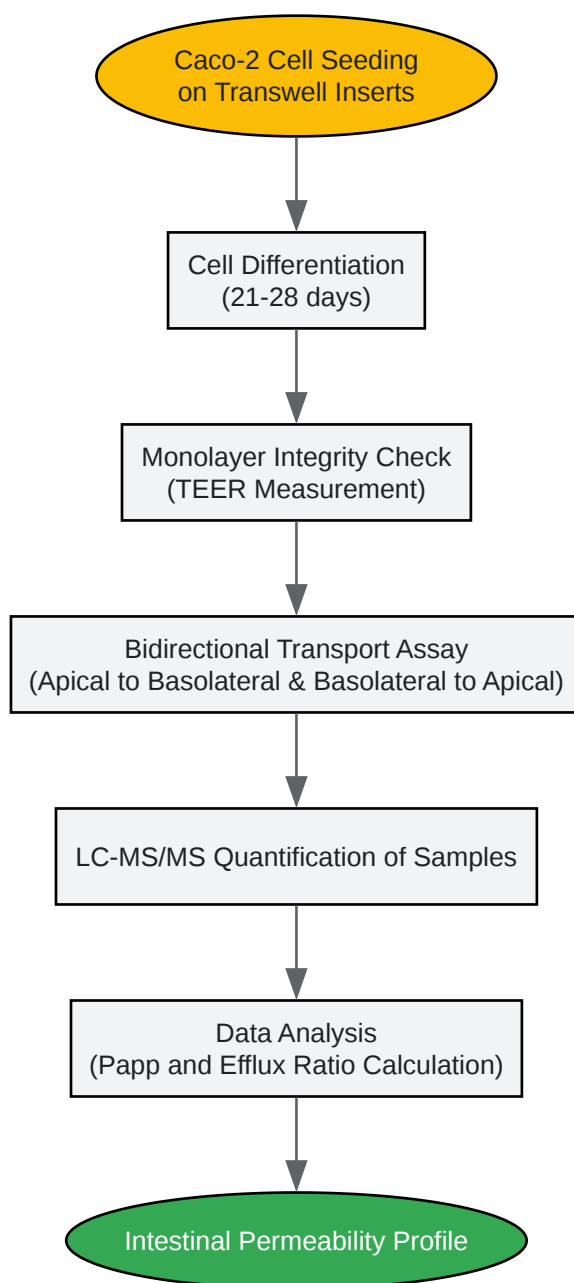 Caco-2 Cell Seeding
on Transwell Inserts
Cell Differentiation
(21-28 days)
Monolayer Integrity Check
(TEER Measurement)
Bidirectional Transport Assay
(Apical to Basolateral & Basolateral to Apical)
LC-MS/MS Quantification of Samples
Data Analysis
(Papp and Efflux Ratio Calculation)
Intestinal Permeability Profile